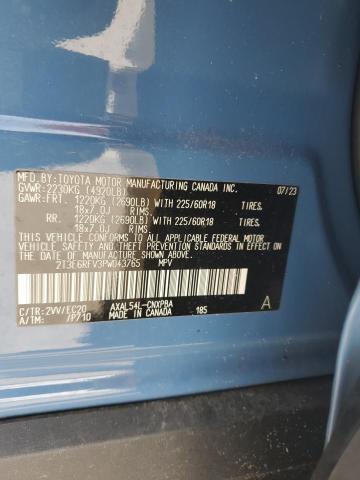 MFD.BY:TOYOTA MOTOR MANUFACTURING CANADA INC. 07/23
GVWR:2230KG (4920LB)
GAWR:FRT. 1220KG (2690LB) WITH 225/60R18 TIRES.
18x7.0J RIMS.
RR. 1220KG (2690LB) WITH 225/60R18 TIRES.
18x7.0J RIMS.
THIS VEHICLE CONFORMS TO ALL APPLICABLE FEDERAL MOTOR
VEHICLE SAFETY AND THEFT PREVENTION STANDARDS IN EFFECT
ON THE DATE OF MANUFACTURE SHOWN ABOVE.
2T3E6RFV3PW043765 MPV
C/TR:2VV/EC20 AXAL54L-CNXPBA 185 A
A/TM: /P710